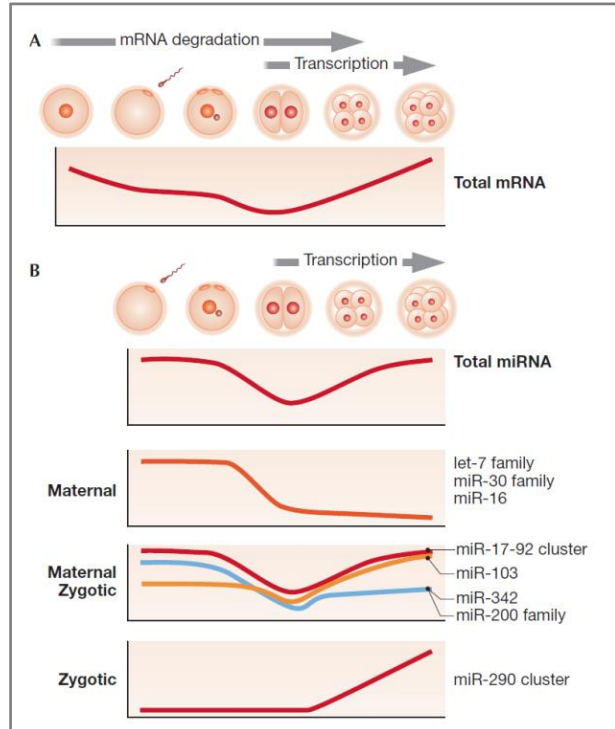 A
mRNA degradation
Transcription
Total mRNA
B
Transcription
Total miRNA
Maternal
let-7 family
miR-30 family
miR-16
Maternal
Zygotic
miR-17-92 cluster
miR-103
miR-342
miR-200 family
Zygotic
miR-290 cluster